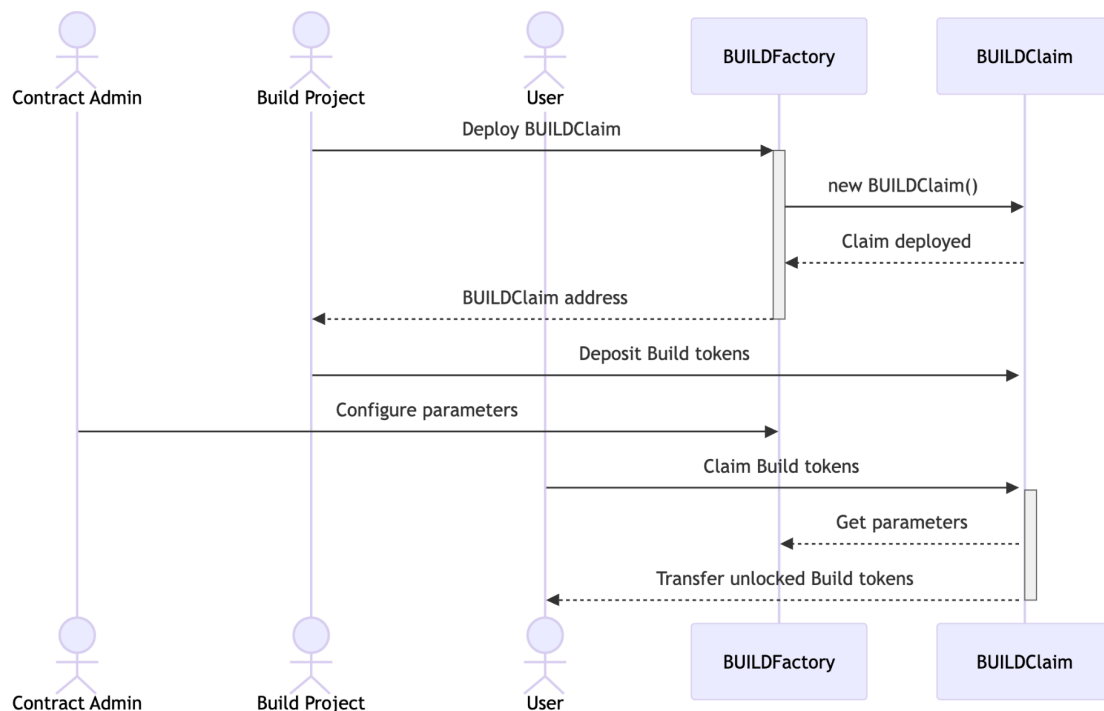 BUILDFactory
BUILDClaim
Contract Admin
Build Project
User
Deploy BUILDClaim
new BUILDClaim()
Claim deployed
BUILDClaim address
Deposit Build tokens
Configure parameters
Claim Build tokens
Get parameters
Transfer unlocked Build tokens
BUILDFactory
BUILDClaim
Contract Admin
Build Project
User